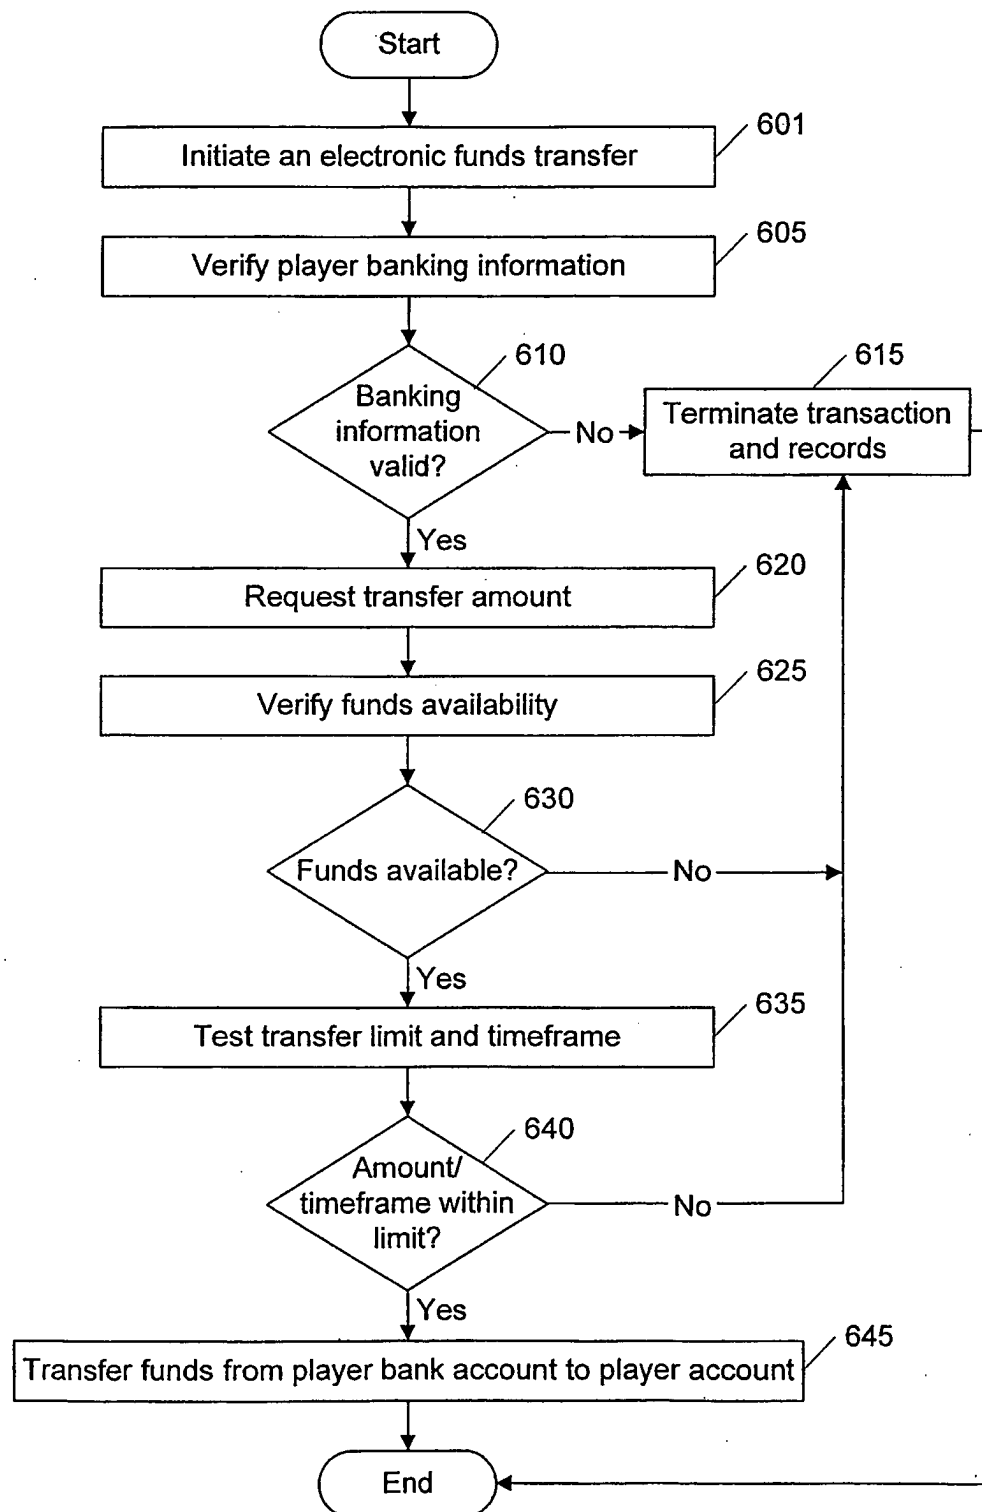 Start
601
Initiate an electronic funds transfer
605
Verify player banking information
610
Banking
information
valid?
No
615
Terminate transaction
and records
Yes
620
Request transfer amount
625
Verify funds availability
630
Funds available?
No
Yes
635
Test transfer limit and timeframe
640
Amount/
timeframe within
limit?
No
Yes
645
Transfer funds from player bank account to player account
End